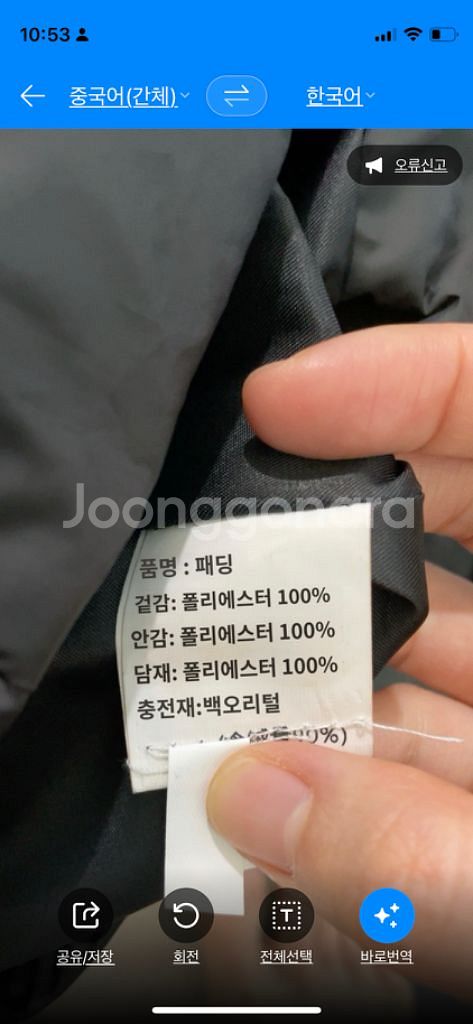 10:53
중국어(간체)
한국어
오류신고
Joonggonara
품명 : 패딩
겉감: 폴리에스터 100%
안감: 폴리에스터 100%
담재: 폴리에스터 100%
충전재:백오리털
90%)
공유/저장
회전
T
전체선택
바로번역